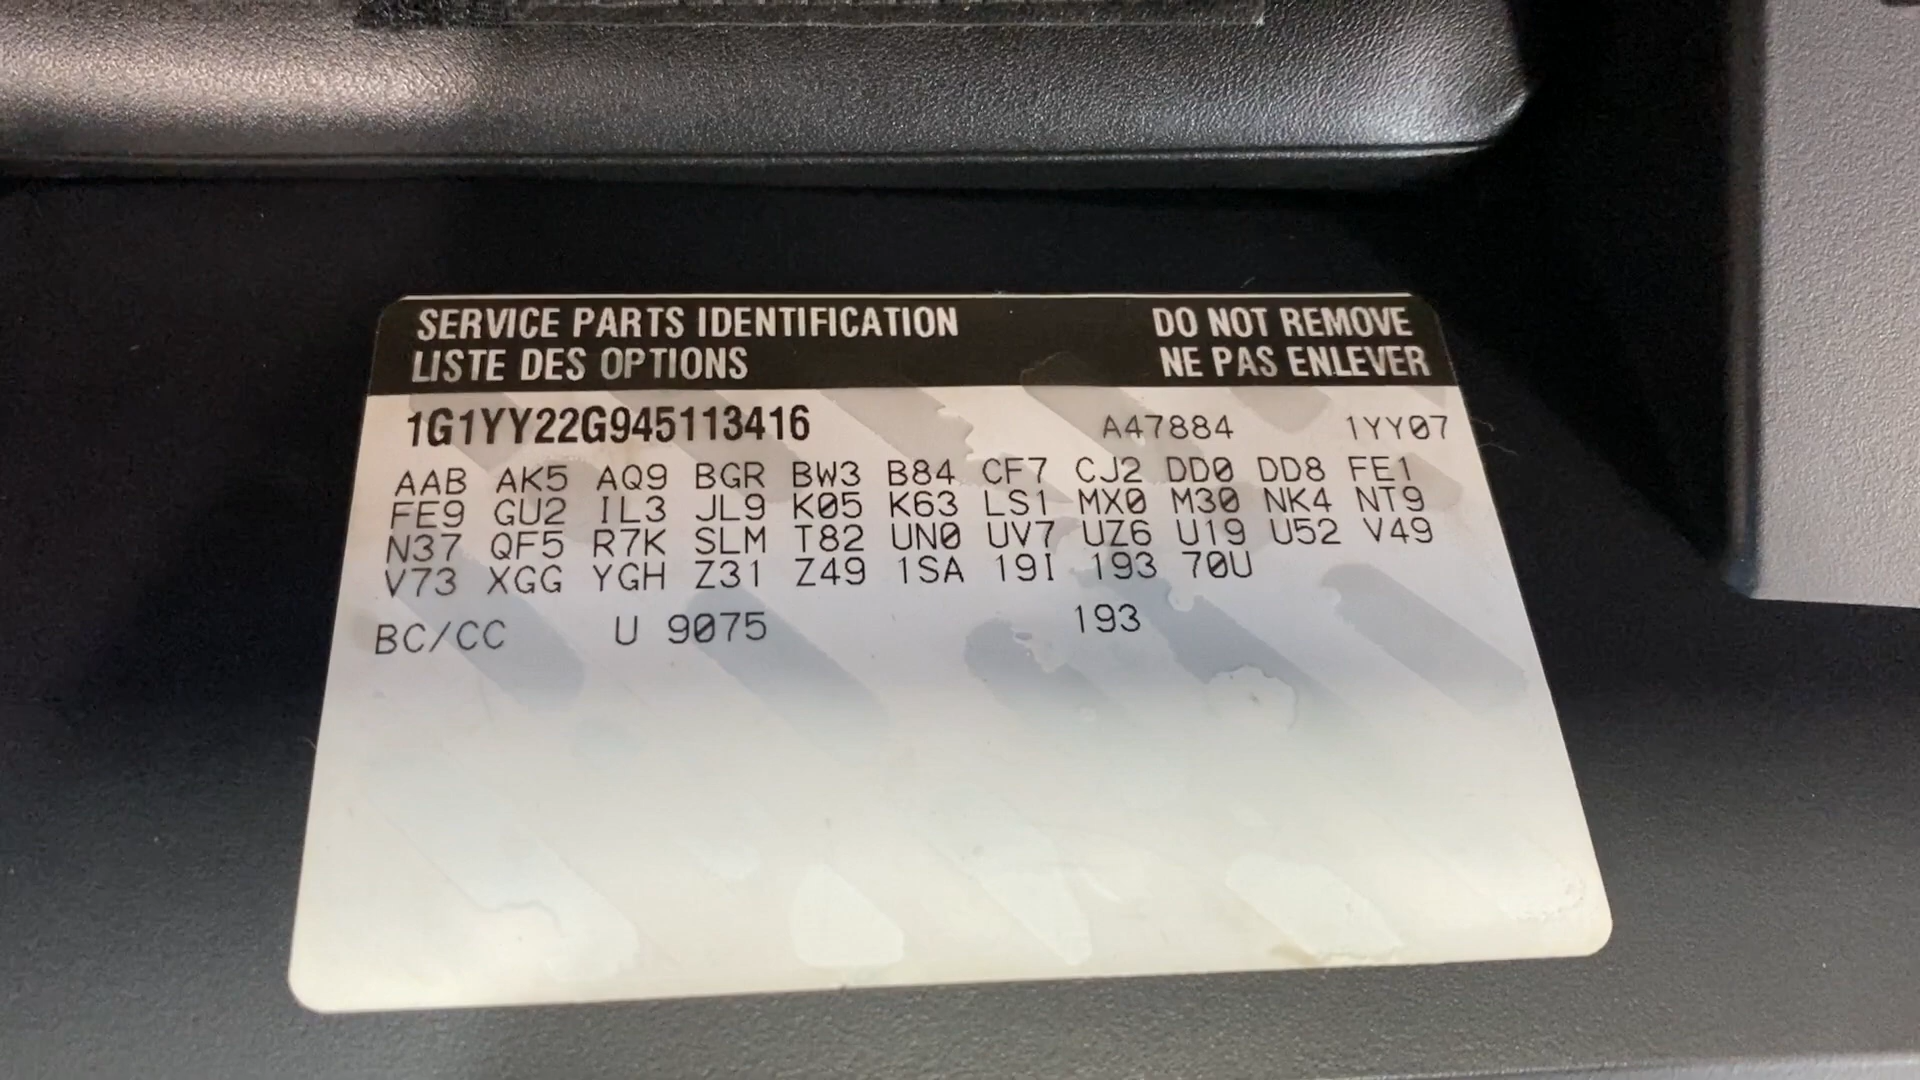 SERVICE PARTS IDENTIFICATION DO NOT REMOVE
LISTE DES OPTIONS NE PAS ENLEVER
1G1YY22G945113416 A47884 1YY07
AAB AK5 AQ9 BGR BW3 B84 CF7 CJ2 DD0 DD8 FE1
FE9 GU2 IL3 JL9 K05 K63 LS1 MX0 M30 NK4 NT9
N37 QF5 R7K SLM T82 UN0 UV7 UZ6 U19 U52 V49
V73 XGG YGH Z31 Z49 1SA 19I 193 70U
BC/CC U 9075 193